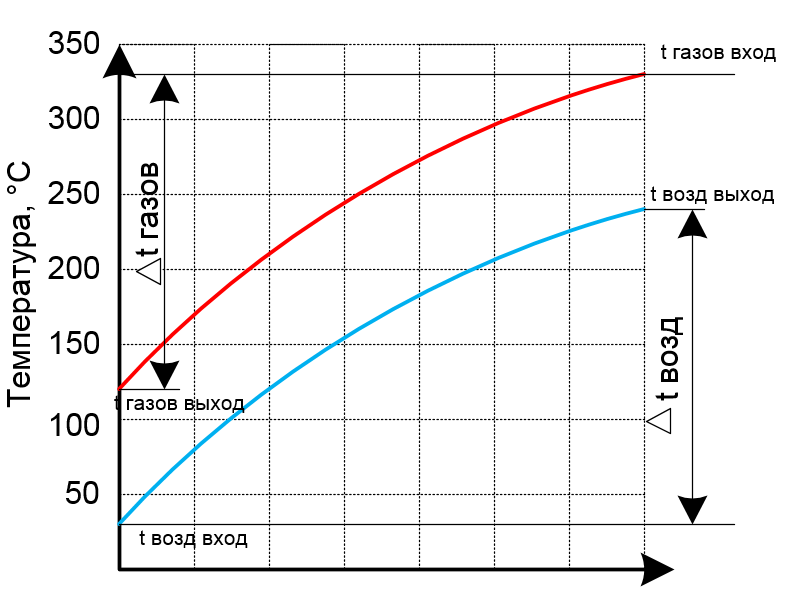 350
t газов вход
300
250
t возд выход
200
150
100
50
Температура, °C
△t газов
t газов выход
△t возд
t возд вход